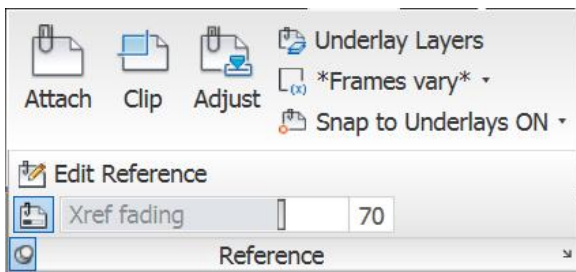 Attach
Clip
Adjust
Underlay Layers
*Frames vary*
Snap to Underlays ON
Edit Reference
Xref fading 70
Reference